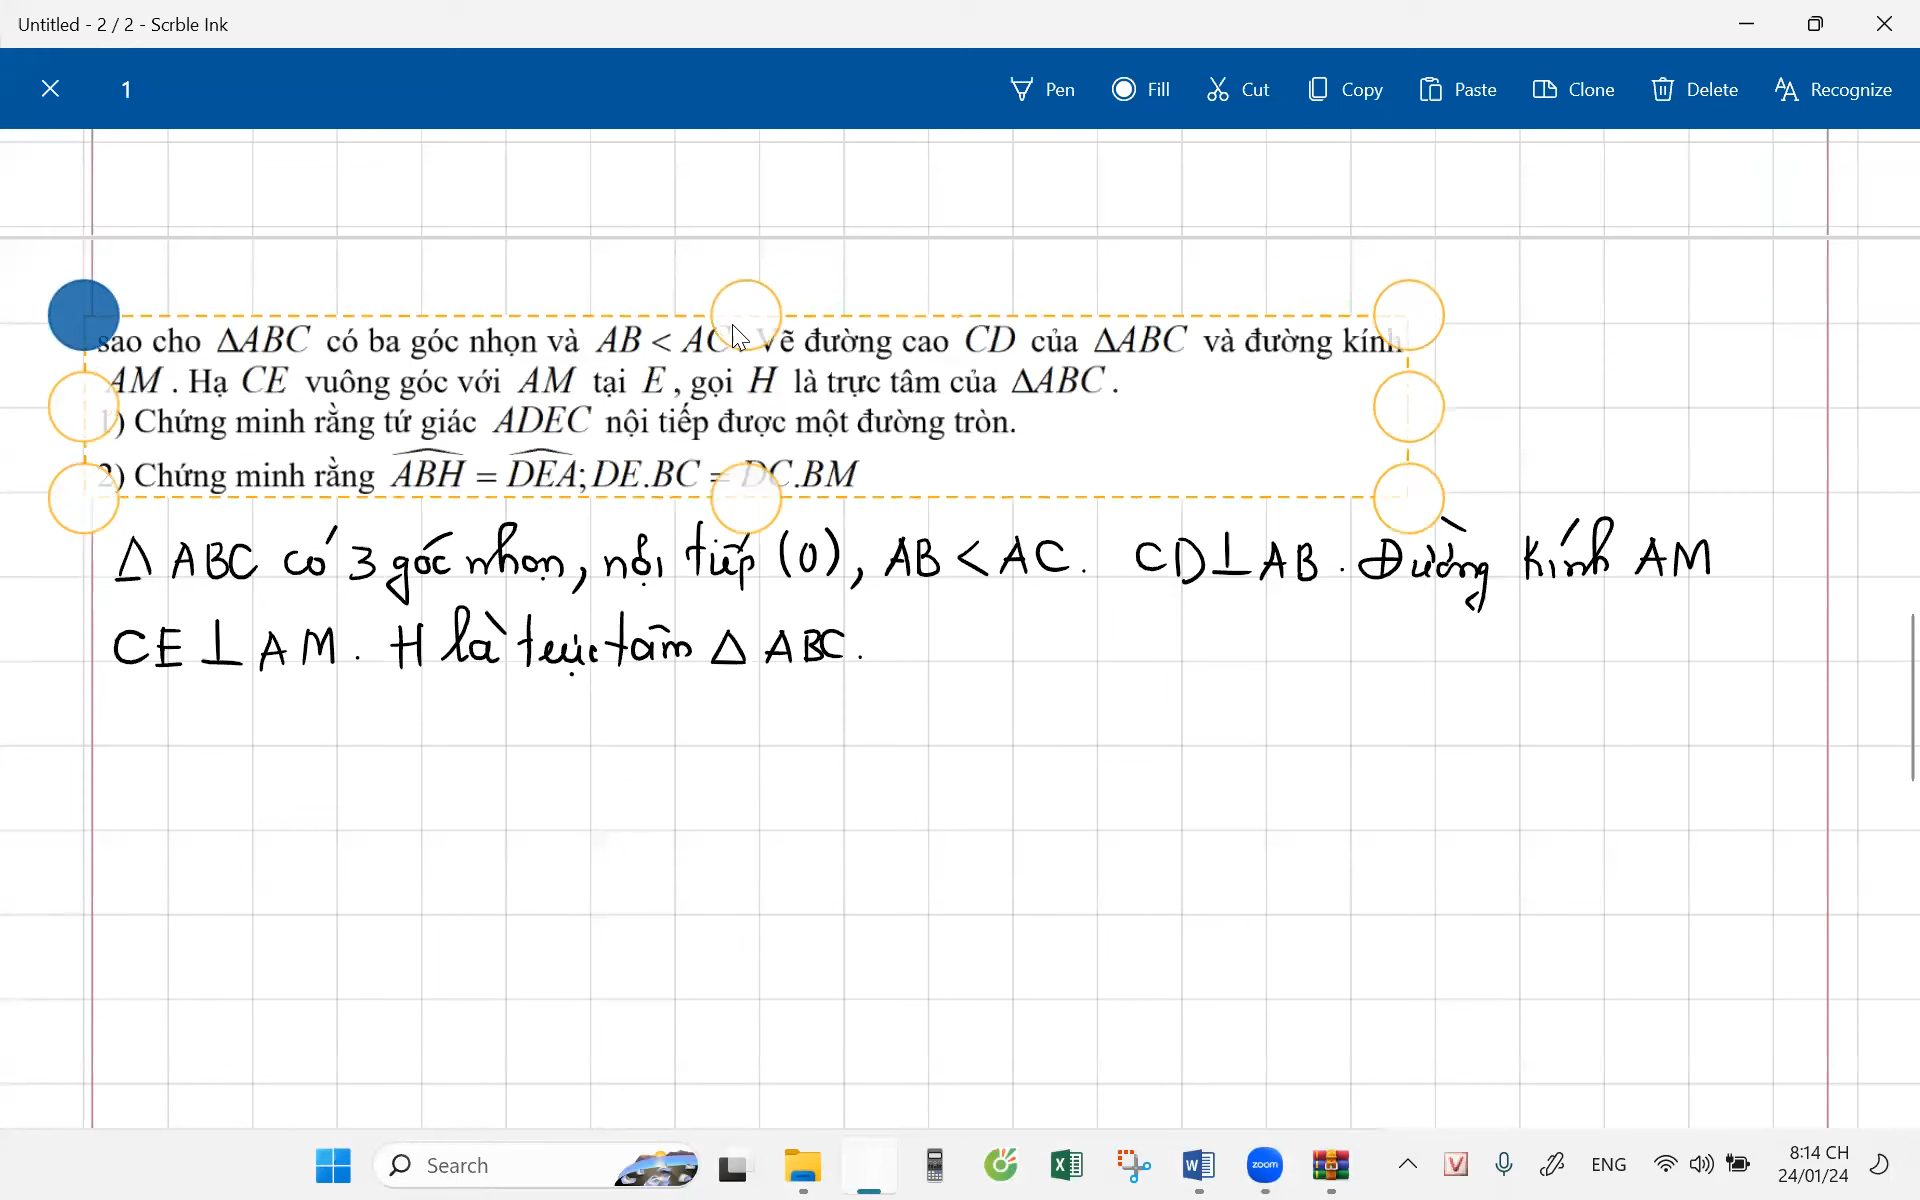 Untitled - 2 / 2 - Scrble Ink
1 Pen Fill Cut Copy Paste Clone Delete Recognize
sao cho ΔABC có ba góc nhọn và AB < AC. Vẽ đường cao CD của ΔABC và đường kính
AM. Hạ CE vuông góc với AM tại E, gọi H là trực tâm của ΔABC.
1) Chứng minh rằng tứ giác ADEC nội tiếp được một đường tròn.
2) Chứng minh rằng ABH = DEA; DE.BC = DC.BM
Δ ABC có 3 góc nhọn, nội tiếp (O), AB < AC. CD ⊥ AB. Đường kính AM
CE ⊥ AM. H là trực tâm Δ ABC.
Search
zoom
ENG
8:14 CH
24/01/24